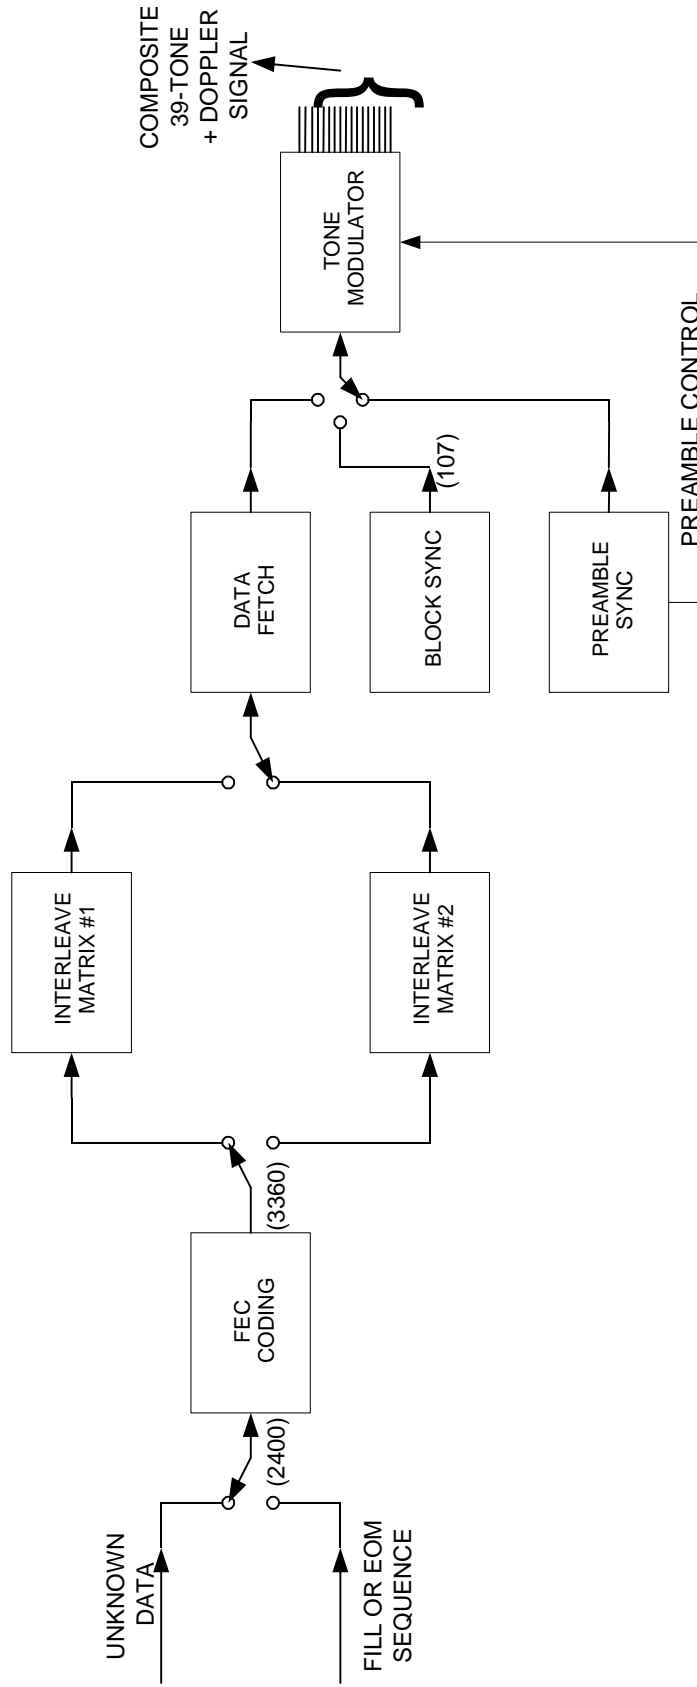 UNKNOWN
DATA
FILL OR EOM
SEQUENCE
(2400)
FEC
CODING
(3360)
INTERLEAVE
MATRIX #1
INTERLEAVE
MATRIX #2
DATA
FETCH
BLOCK SYNC
(107)
PREAMBLE
SYNC
PREAMBLE CONTROL
TONE
MODULATOR
COMPOSITE
39-TONE
+ DOPPLER
SIGNAL